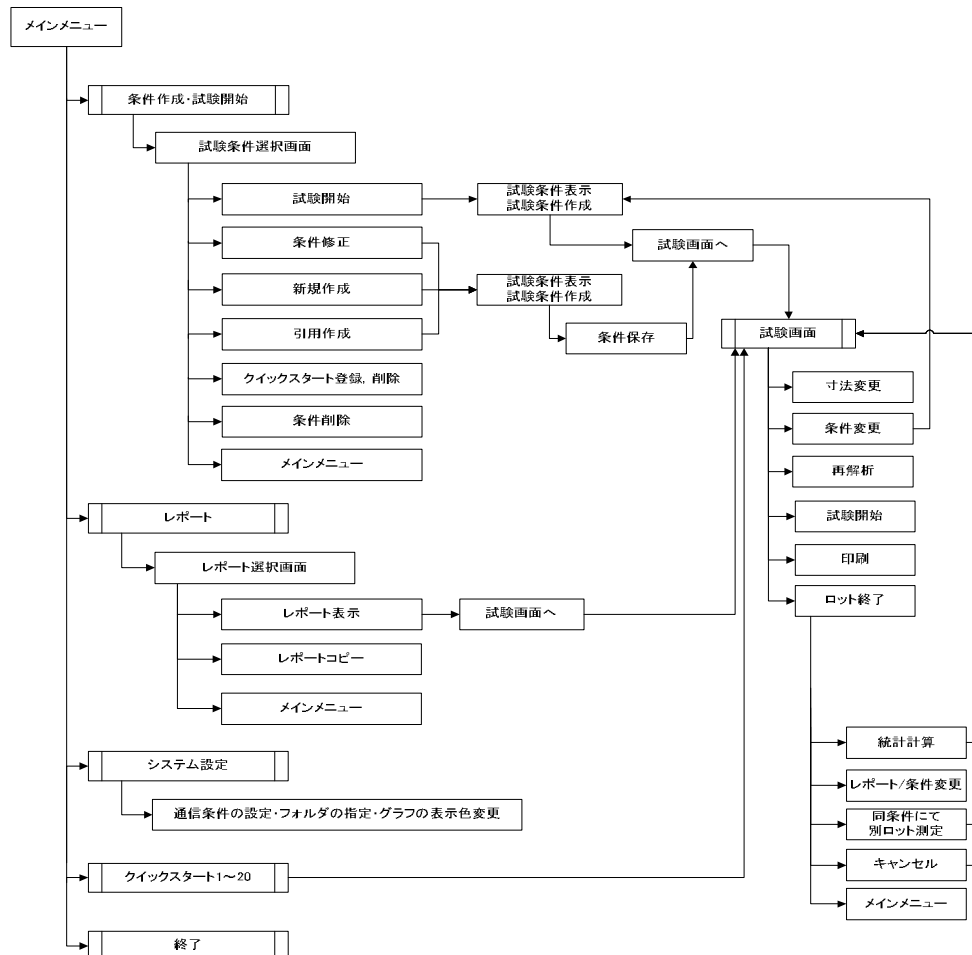 メインメニュー
条件作成・試験開始
試験条件選択画面
試験開始
試験条件表示
試験条件作成
条件修正
試験画面へ
新規作成
試験条件表示
試験条件作成
引用作成
条件保存
試験画面
クイックスタート登録, 削除
寸法変更
条件削除
条件変更
メインメニュー
再解析
レポート
試験開始
レポート選択画面
印刷
レポート表示
試験画面へ
ロット終了
レポートコピー
メインメニュー
システム設定
統計計算
通信条件の設定・フォルダの指定・グラフの表示色変更
レポート/条件変更
同条件にて
別ロット測定
クイックスタート1～20
キャンセル
メインメニュー
終了